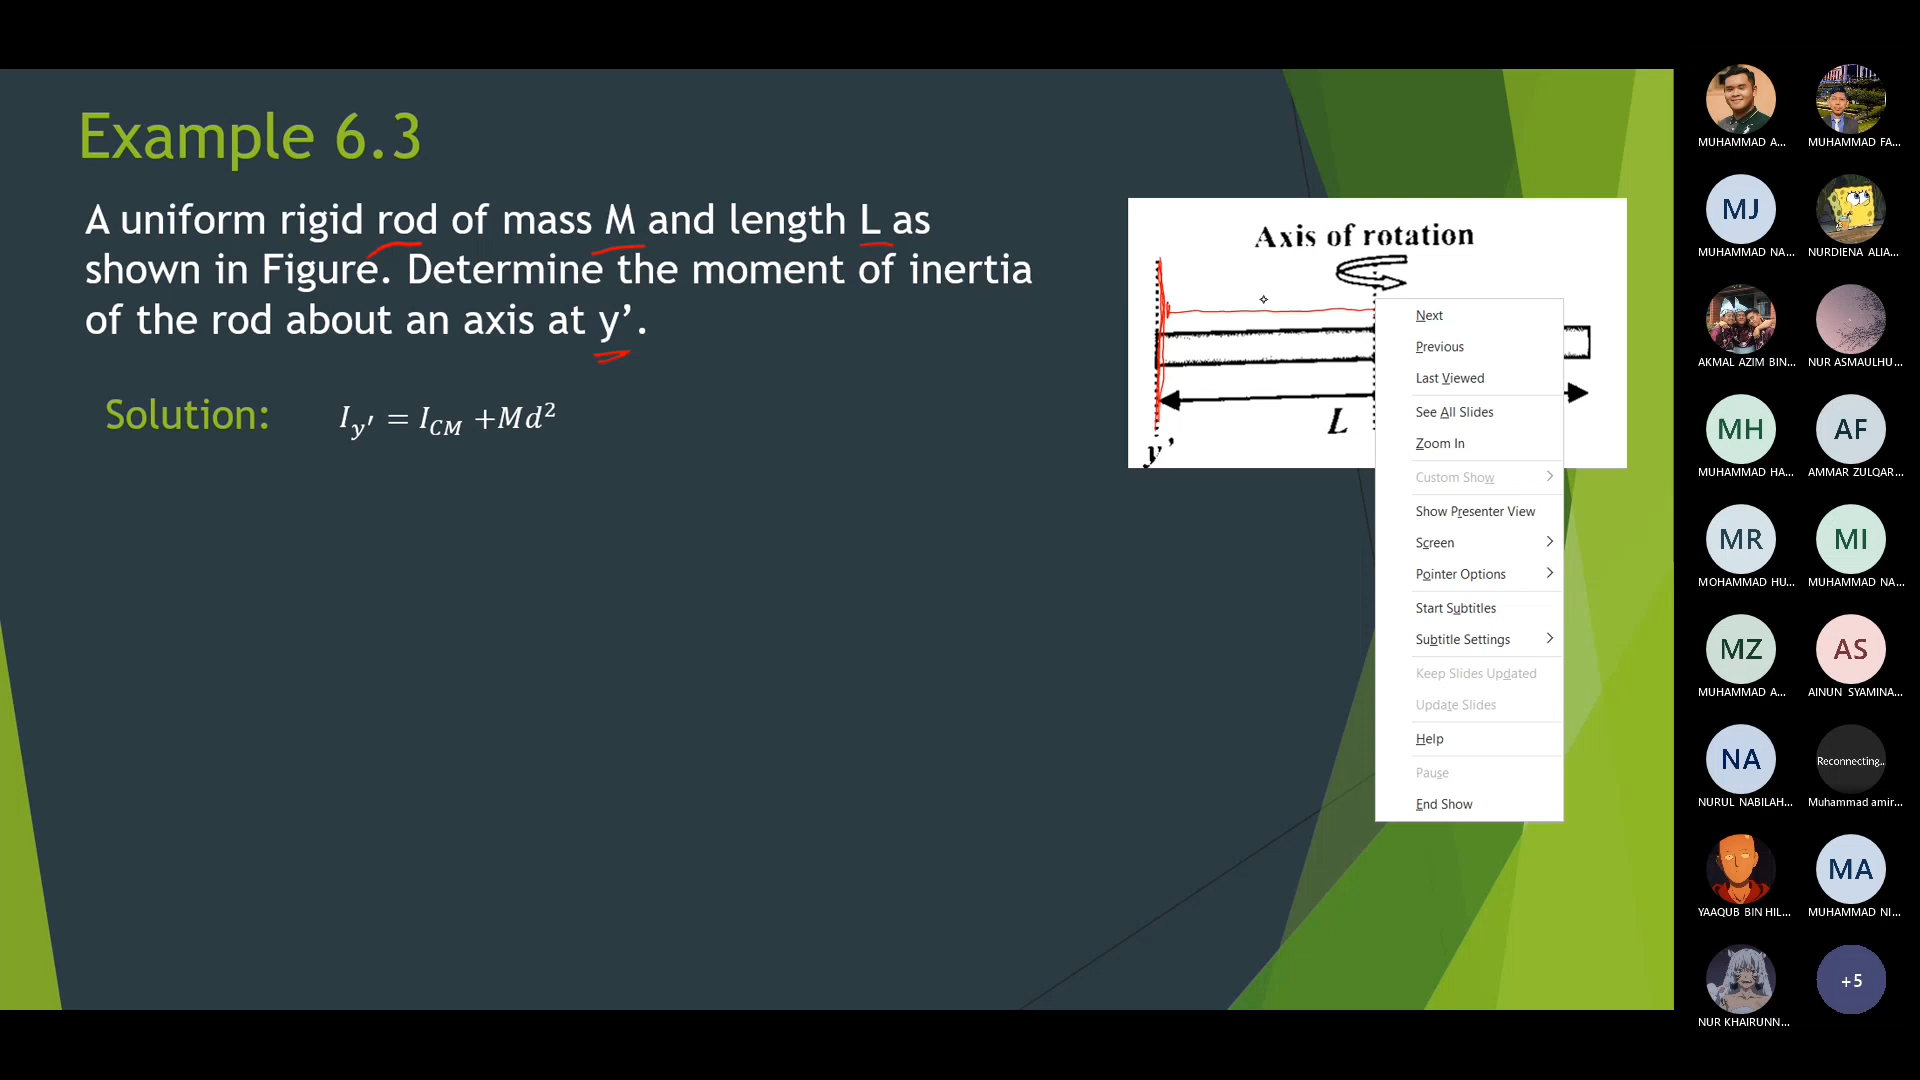 Example 6.3
A uniform rigid rod of mass M and length L as
shown in Figure. Determine the moment of inertia
of the rod about an axis at y’.
Solution:
I_y′ = I_CM +Md²
Axis of rotation
L
y’
Next
Previous
Last Viewed
See All Slides
Zoom In
Custom Show
Show Presenter View
Screen
Pointer Options
Start Subtitles
Subtitle Settings
Keep Slides Updated
Update Slides
Help
Pause
End Show
MUHAMMAD A...
MUHAMMAD FA...
MJ
MUHAMMAD NA...
NURDIENA ALIA...
AKMAL AZIM BIN...
NUR ASMAULHU...
MH
MUHAMMAD HA...
AF
AMMAR ZULQAR...
MR
MOHAMMAD HU...
MI
MUHAMMAD NA...
MZ
MUHAMMAD A...
AS
AINUN SYAMINA...
NA
NURUL NABILAH...
Reconnecting...
Muhammad amir...
YAAQUB BIN HIL...
MA
MUHAMMAD NI...
NUR KHAIRUNN...
+5